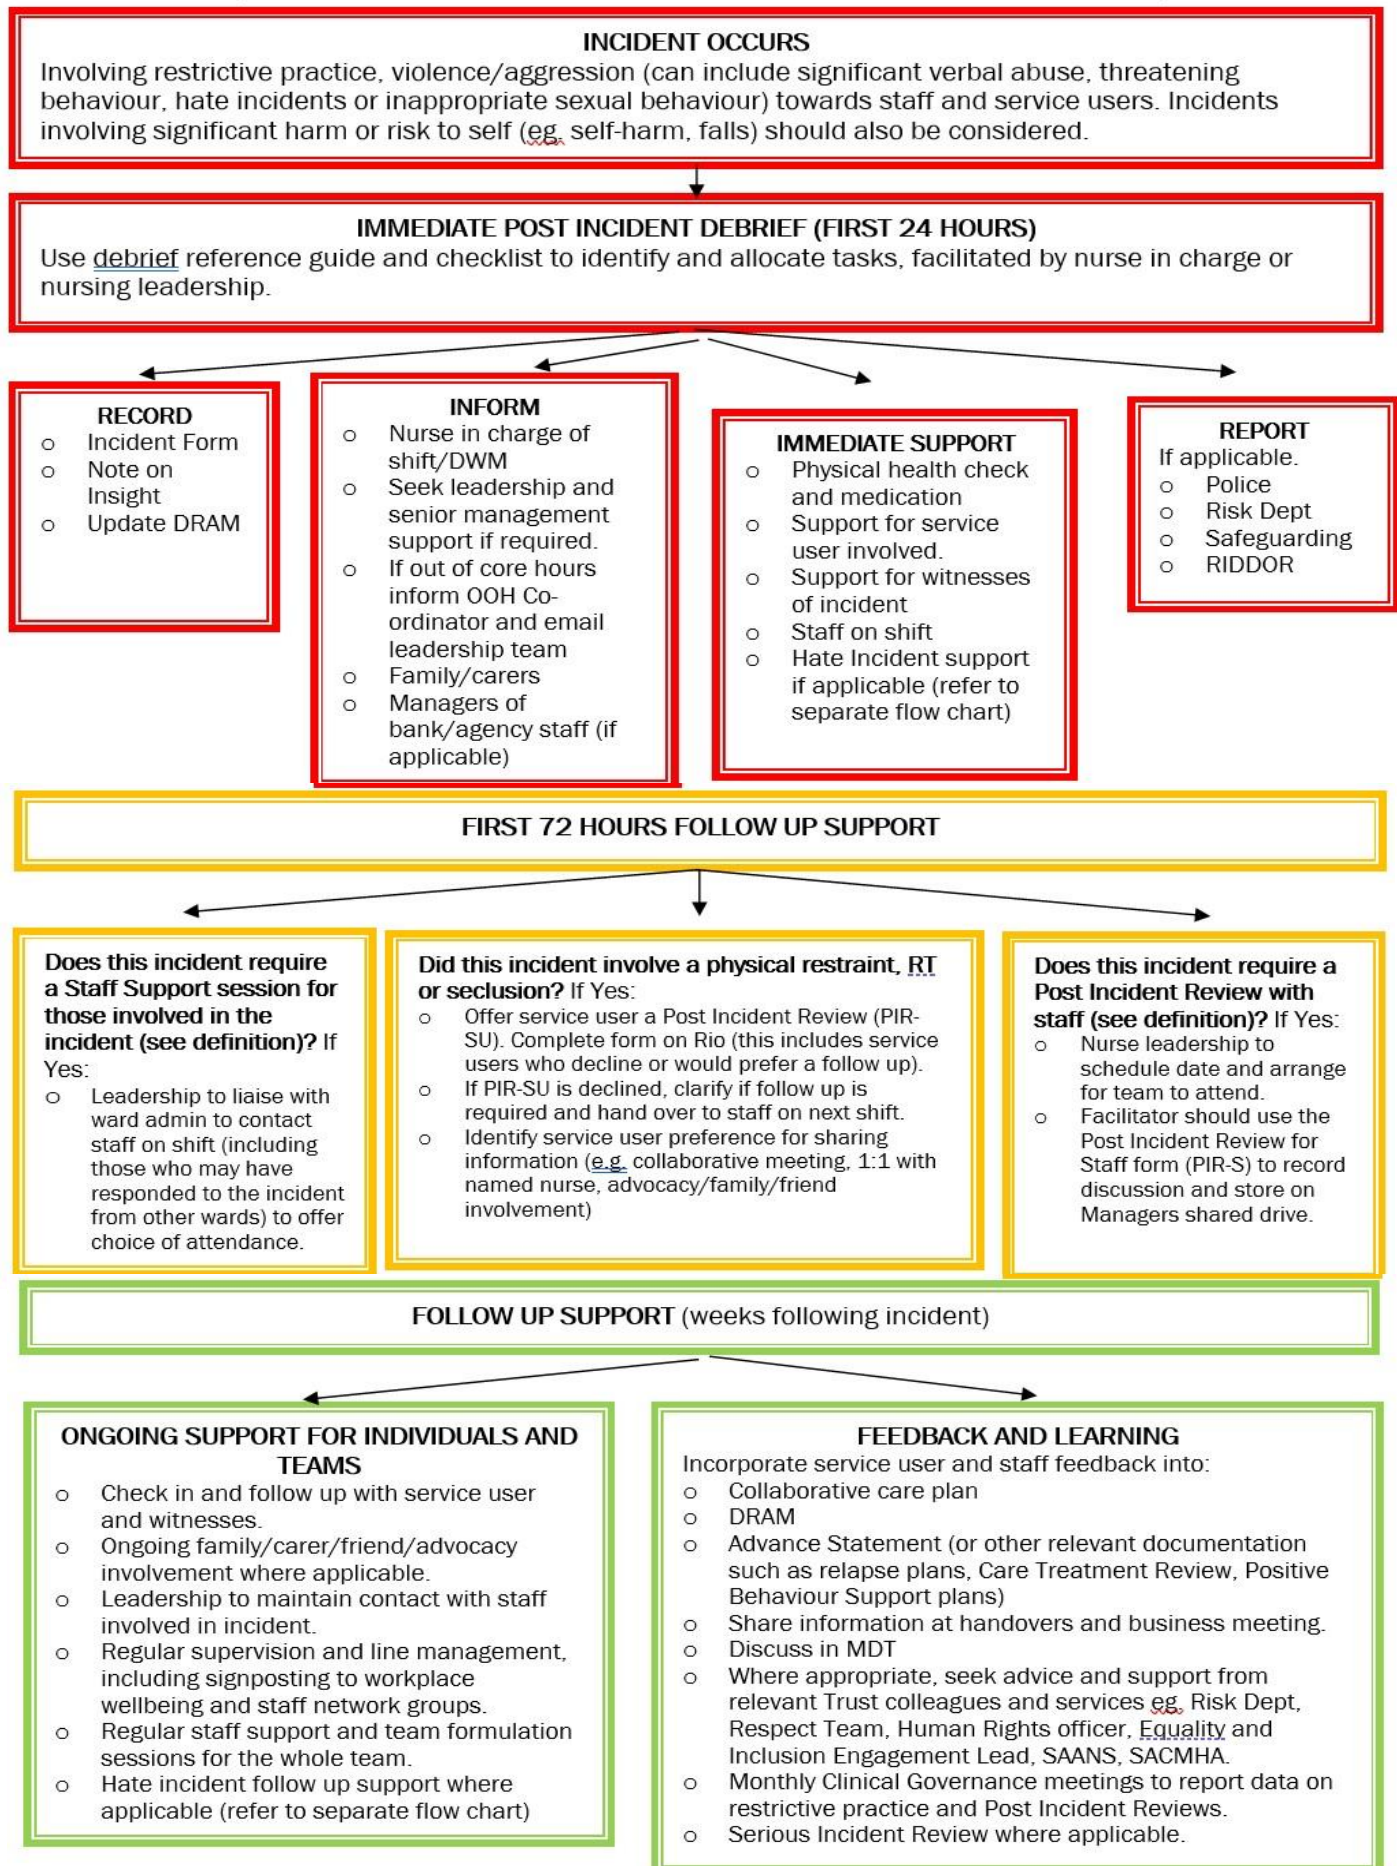 INCIDENT OCCURS
Involving restrictive practice, violence/aggression (can include significant verbal abuse, threatening
behaviour, hate incidents or inappropriate sexual behaviour) towards staff and service users. Incidents
involving significant harm or risk to self (eg. self-harm, falls) should also be considered.
IMMEDIATE POST INCIDENT DEBRIEF (FIRST 24 HOURS)
Use debrief reference guide and checklist to identify and allocate tasks, facilitated by nurse in charge or
nursing leadership.
RECORD
o Incident Form
o Note on
Insight
o Update DRAM
INFORM
o Nurse in charge of
shift/DWM
o Seek leadership and
senior management
support if required.
o If out of core hours
inform OOH Co-
ordinator and email
leadership team
o Family/carers
o Managers of
bank/agency staff (if
applicable)
IMMEDIATE SUPPORT
o Physical health check
and medication
o Support for service
user involved.
o Support for witnesses
of incident
o Staff on shift
o Hate Incident support
if applicable (refer to
separate flow chart)
REPORT
If applicable.
o Police
o Risk Dept
o Safeguarding
o RIDDOR
FIRST 72 HOURS FOLLOW UP SUPPORT
Does this incident require
a Staff Support session for
those involved in the
incident (see definition)? If
Yes:
o Leadership to liaise with
ward admin to contact
staff on shift (including
those who may have
responded to the incident
from other wards) to offer
choice of attendance.
Did this incident involve a physical restraint, RT
or seclusion? If Yes:
o Offer service user a Post Incident Review (PIR-
SU). Complete form on Rio (this includes service
users who decline or would prefer a follow up).
o If PIR-SU is declined, clarify if follow up is
required and hand over to staff on next shift.
o Identify service user preference for sharing
information (e.g. collaborative meeting, 1:1 with
named nurse, advocacy/family/friend
involvement)
Does this incident require a
Post Incident Review with
staff (see definition)? If Yes:
o Nurse leadership to
schedule date and arrange
for team to attend.
o Facilitator should use the
Post Incident Review for
Staff form (PIR-S) to record
discussion and store on
Managers shared drive.
FOLLOW UP SUPPORT (weeks following incident)
ONGOING SUPPORT FOR INDIVIDUALS AND
TEAMS
o Check in and follow up with service user
and witnesses.
o Ongoing family/carer/friend/advocacy
involvement where applicable.
o Leadership to maintain contact with staff
involved in incident.
o Regular supervision and line management,
including signposting to workplace
wellbeing and staff network groups.
o Regular staff support and team formulation
sessions for the whole team.
o Hate incident follow up support where
applicable (refer to separate flow chart)
FEEDBACK AND LEARNING
Incorporate service user and staff feedback into:
o Collaborative care plan
o DRAM
o Advance Statement (or other relevant documentation
such as relapse plans, Care Treatment Review, Positive
Behaviour Support plans)
o Share information at handovers and business meeting.
o Discuss in MDT
o Where appropriate, seek advice and support from
relevant Trust colleagues and services eg. Risk Dept,
Respect Team, Human Rights officer, Equality and
Inclusion Engagement Lead, SAANS, SACMHA.
o Monthly Clinical Governance meetings to report data on
restrictive practice and Post Incident Reviews.
o Serious Incident Review where applicable.